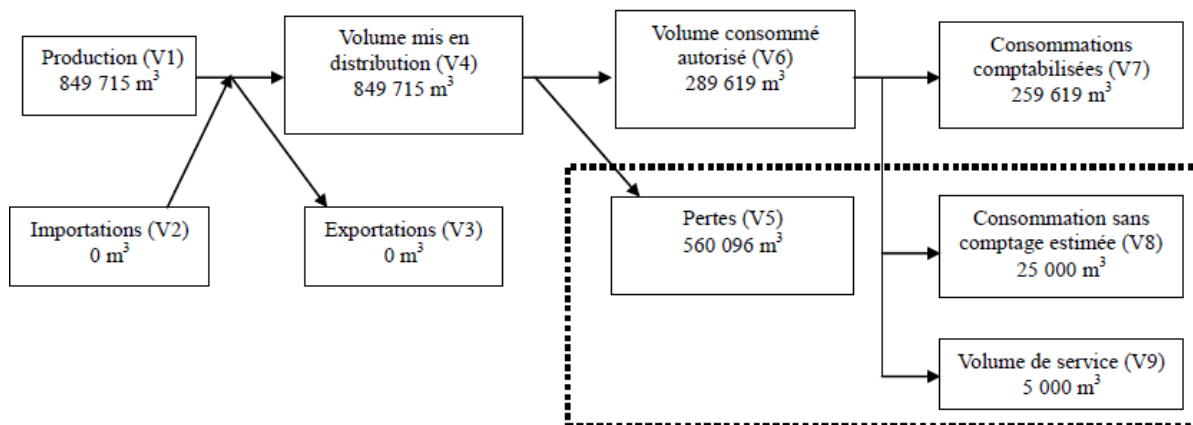 Production (V1)
849 715 m³
Volume mis en
distribution (V4)
849 715 m³
Volume consommé
autorisé (V6)
289 619 m³
Consommations
comptabilisées (V7)
259 619 m³
Importations (V2)
0 m³
Exportations (V3)
0 m³
Pertes (V5)
560 096 m³
Consommation sans
comptage estimée (V8)
25 000 m³
Volume de service (V9)
5 000 m³